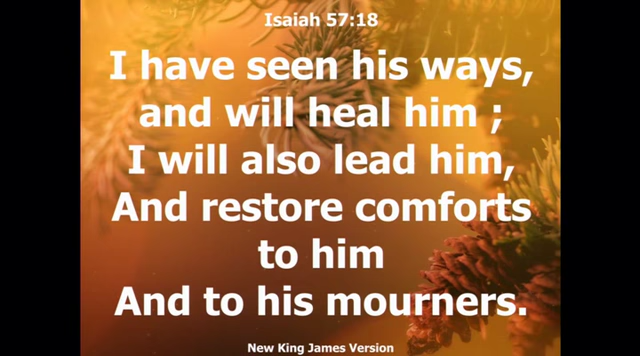 Isaiah 57:18
I have seen his ways,
and will heal him ;
I will also lead him,
And restore comforts
to him
And to his mourners.
New King James Version